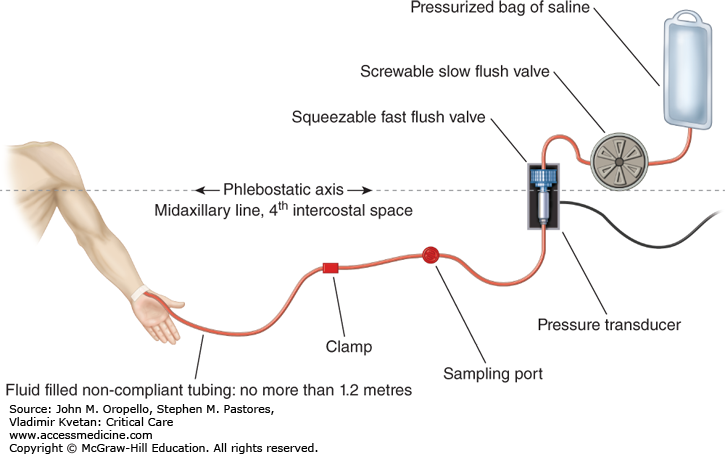 Pressurized bag of saline
Screwable slow flush valve
Squeezable fast flush valve
Phlebostatic axis
Midaxillary line, 4th intercostal space
Pressure transducer
Clamp
Sampling port
Fluid filled non-compliant tubing: no more than 1.2 metres
Source: John M. Oropello, Stephen M. Pastores,
Vladimir Kvetan: Critical Care
www.accessmedicine.com
Copyright © McGraw-Hill Education. All rights reserved.